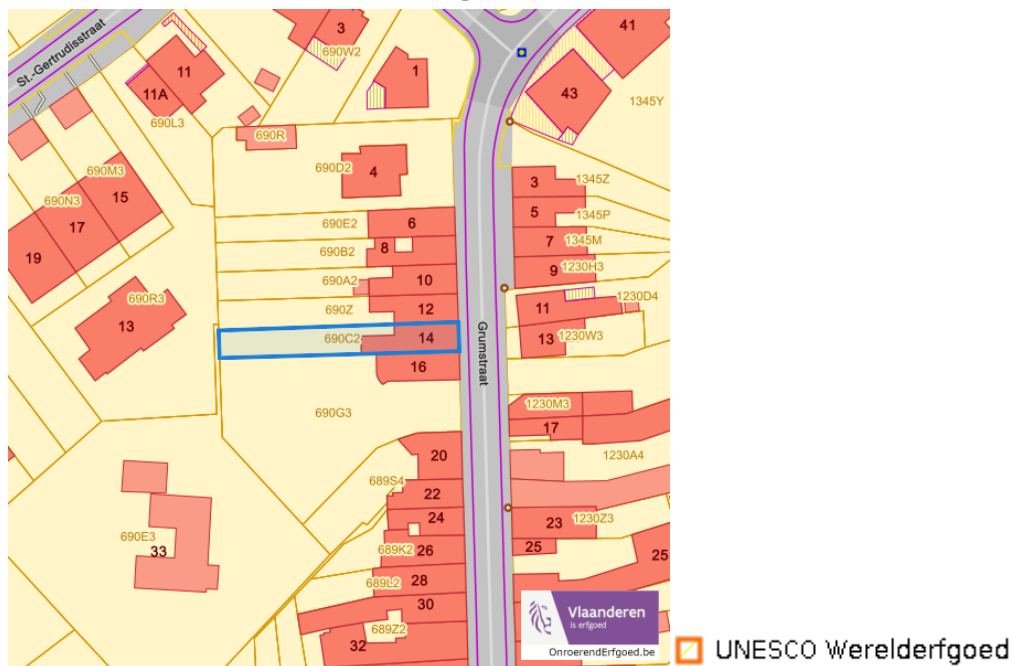 St.-Gertrudisstraat
3
690W2
41
11
1
11A
43
1345Y
690L3
690R
690M3
690D2
4
3
1345Z
15
690N3
5
1345P
17
690E2
6
7
1345M
19
690B2
8
9
1230H3
690A2
10
690R3
690Z
12
11
1230D4
13
690C2
14
13
1230W3
16
Grumstraat
690G3
1230M3
17
20
1230A4
689S4
22
24
23
1230Z3
690E3
33
689K2
26
25
25
689L2
28
30
689Z2
32
Vlaanderen
is erfgoed
OnroerendErfgoed.be
UNESCO Werelderfgoed